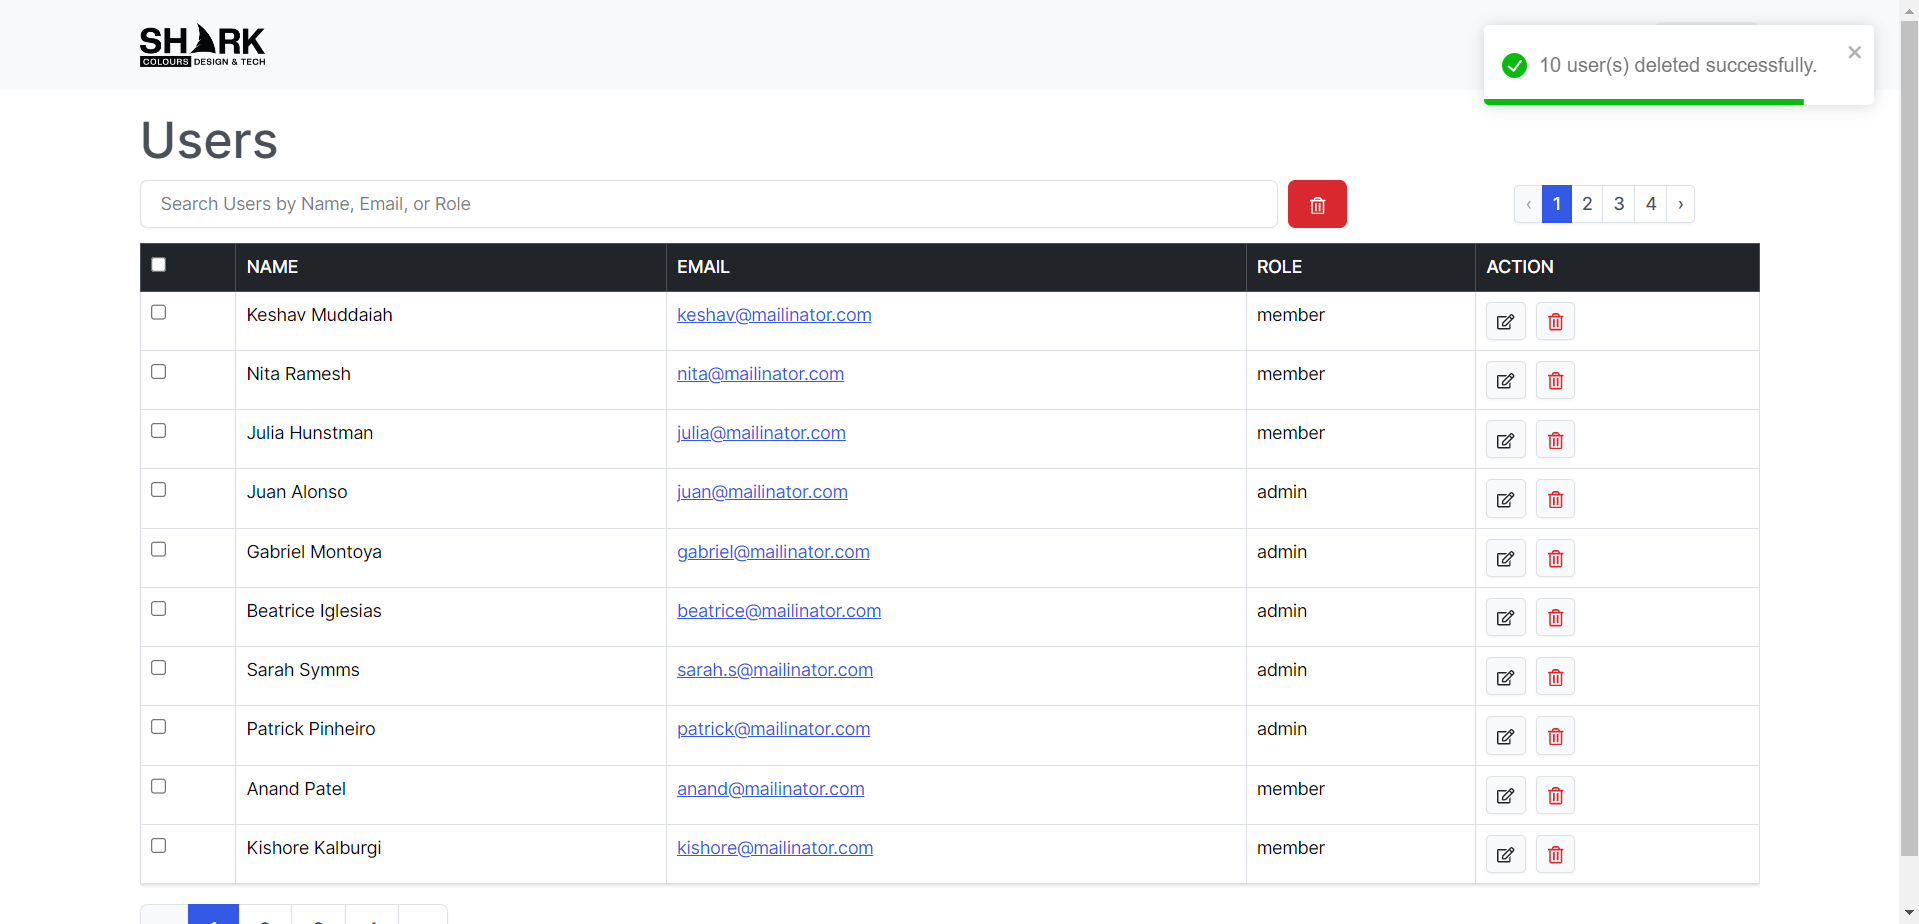 SHARK
COLOURS DESIGN & TECH
10 user(s) deleted successfully.
Users
Search Users by Name, Email, or Role
‹ 1 2 3 4 ›
NAME EMAIL ROLE ACTION
Keshav Muddaiah keshav@mailinator.com member
Nita Ramesh nita@mailinator.com member
Julia Hunstman julia@mailinator.com member
Juan Alonso juan@mailinator.com admin
Gabriel Montoya gabriel@mailinator.com admin
Beatrice Iglesias beatrice@mailinator.com admin
Sarah Symms sarah.s@mailinator.com admin
Patrick Pinheiro patrick@mailinator.com admin
Anand Patel anand@mailinator.com member
Kishore Kalburgi kishore@mailinator.com member